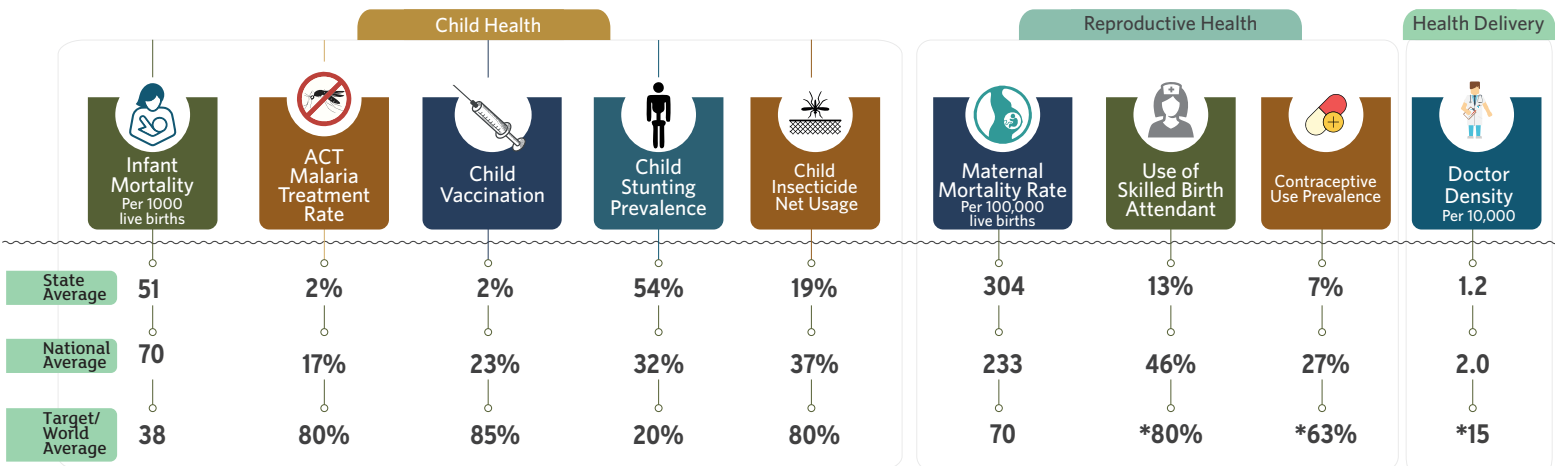 Child Health
Reproductive Health
Health Delivery
Infant
Mortality
Per 1000
live births
ACT
Malaria
Treatment
Rate
Child
Vaccination
Child
Stunting
Prevalence
Child
Insecticide
Net Usage
Maternal
Mortality Rate
Per 100,000
live births
Use of
Skilled Birth
Attendant
Contraceptive
Use Prevalence
Doctor
Density
Per 10,000
State
Average
51 2% 2% 54% 19% 304 13% 7% 1.2
National
Average
70 17% 23% 32% 37% 233 46% 27% 2.0
Target/
World
Average
38 80% 85% 20% 80% 70 *80% *63% *15